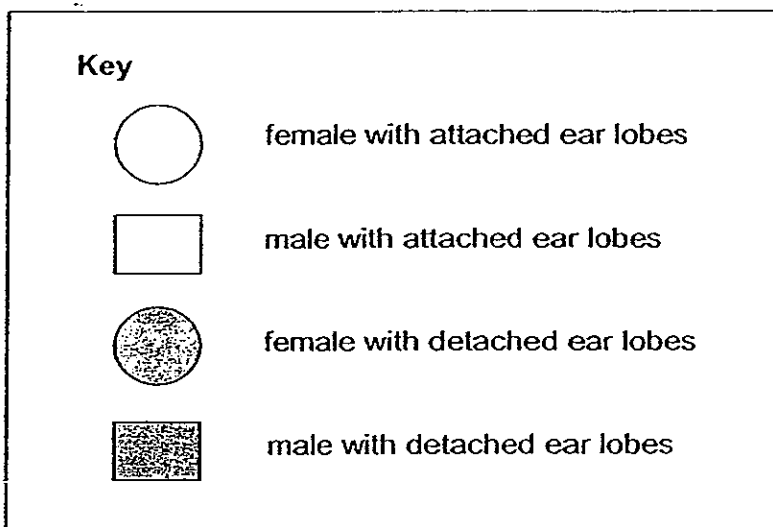 Key
female with attached ear lobes
male with attached ear lobes
female with detached ear lobes
male with detached ear lobes